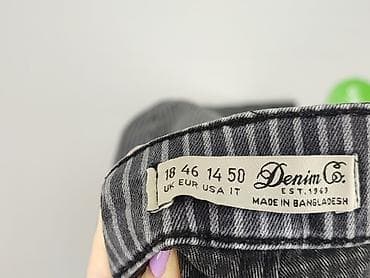 18 46 14 50
UK EUR USA IT
Denim Co.
EST. 1969
MADE IN BANGLADESH